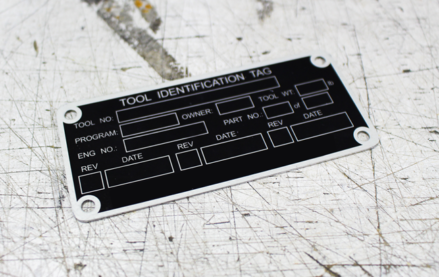 TOOL IDENTIFICATION TAG
TOOL NO: OWNER: TOOL WT. lb
PROGRAM: PART NO. of
ENG NO.:
REV DATE REV DATE REV DATE